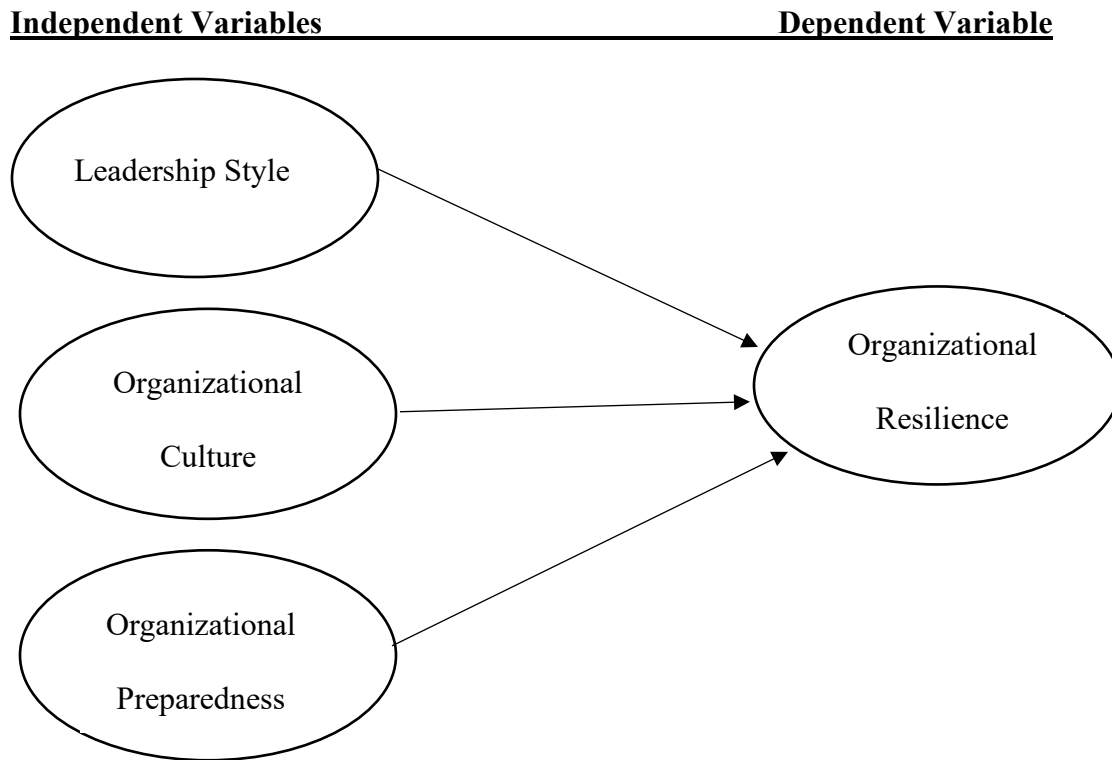 Independent Variables Dependent Variable
Leadership Style
Organizational
Culture
Organizational
Preparedness
Organizational
Resilience